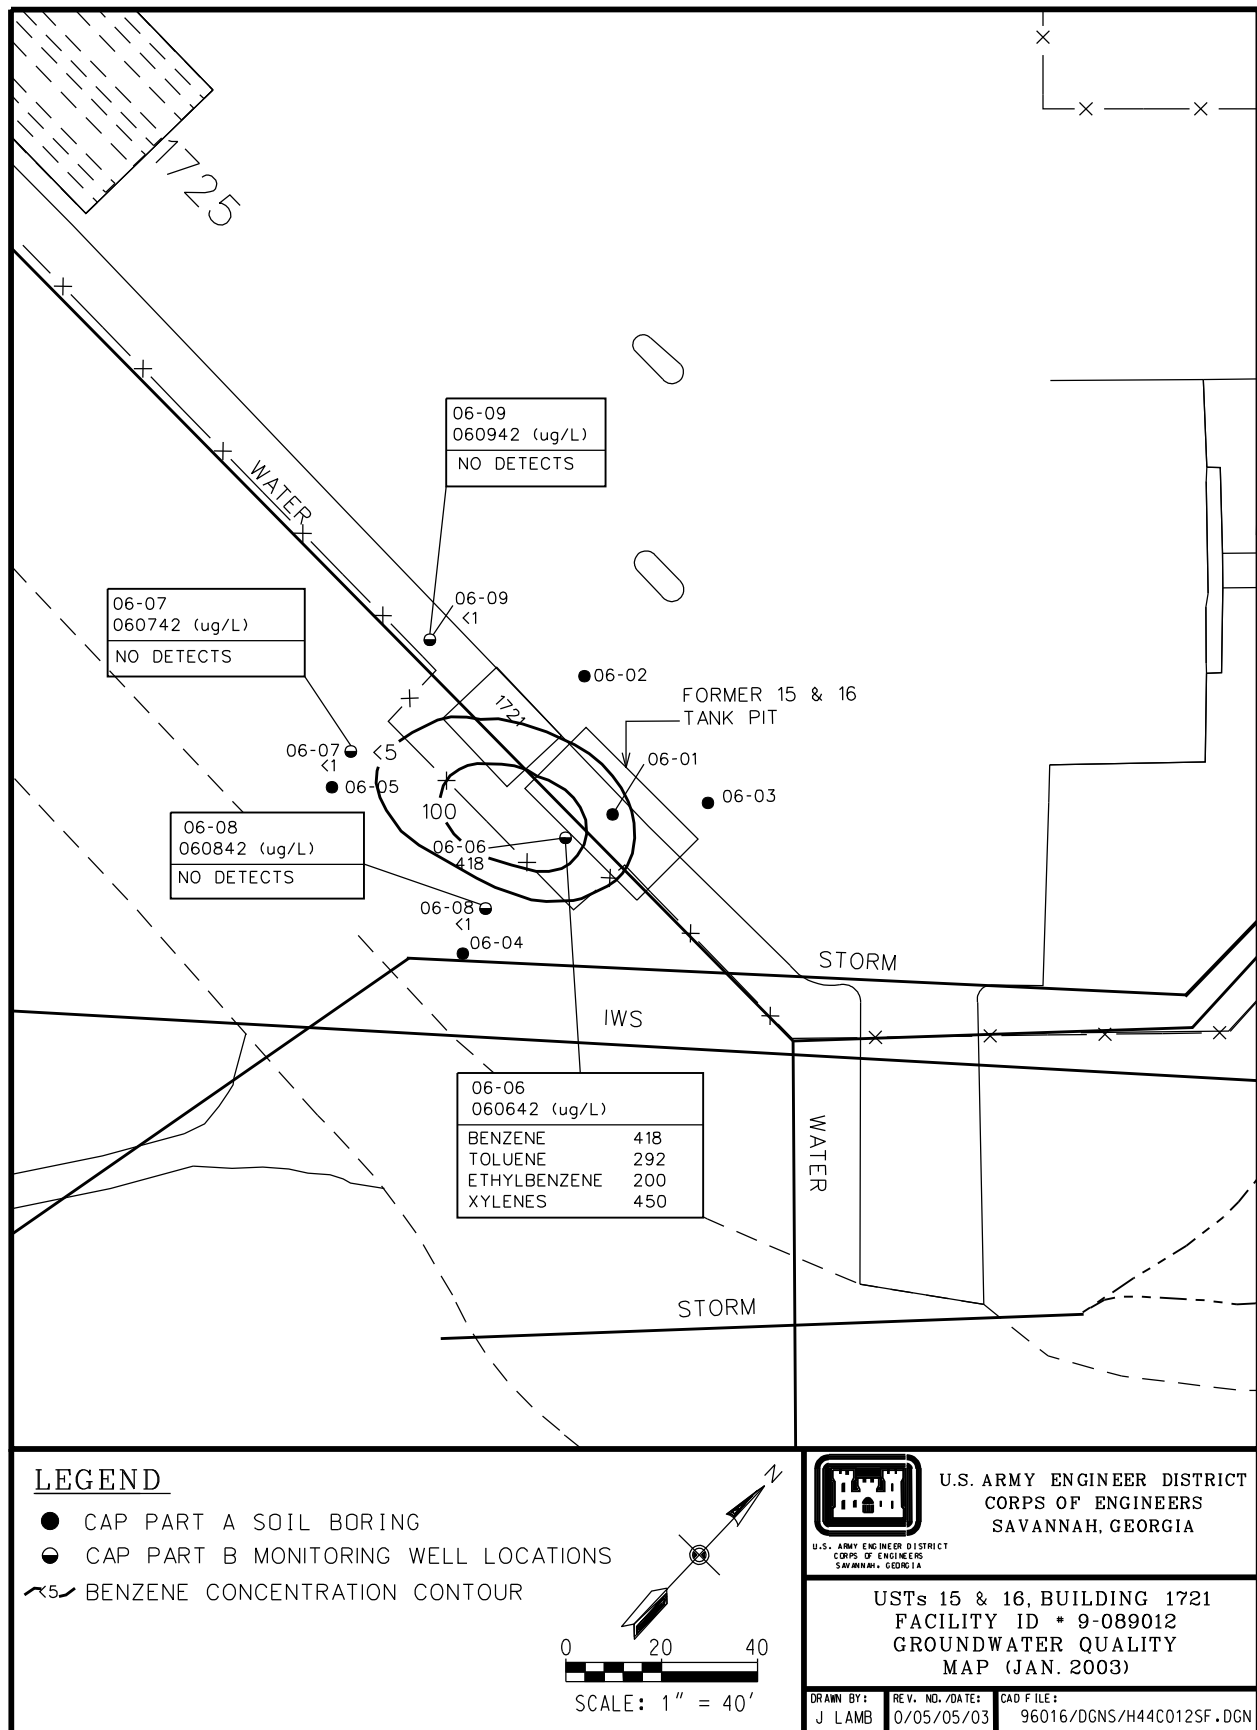 1725
WATER
06-09
060942 (ug/L)
NO DETECTS
06-07
060742 (ug/L)
NO DETECTS
06-09
<1
06-02
FORMER 15 & 16
TANK PIT
1721
06-07
<1
<5
06-05
06-01
06-03
100
06-08
060842 (ug/L)
NO DETECTS
06-06
418
06-08
<1
06-04
STORM
IWS
06-06
060642 (ug/L)
BENZENE 418
TOLUENE 292
ETHYLBENZENE 200
XYLENES 450
WATER
STORM
LEGEND
CAP PART A SOIL BORING
CAP PART B MONITORING WELL LOCATIONS
<5 BENZENE CONCENTRATION CONTOUR
N
0 20 40
SCALE: 1" = 40'
U.S. ARMY ENGINEER DISTRICT
CORPS OF ENGINEERS
SAVANNAH, GEORGIA
U.S. ARMY ENGINEER DISTRICT
CORPS OF ENGINEERS
SAVANNAH, GEORGIA
USTs 15 & 16, BUILDING 1721
FACILITY ID * 9-089012
GROUNDWATER QUALITY
MAP (JAN. 2003)
DRAWN BY:
J LAMB
REV. NO./DATE:
0/05/05/03
CAD FILE:
96016/DGNS/H44C012SF.DGN